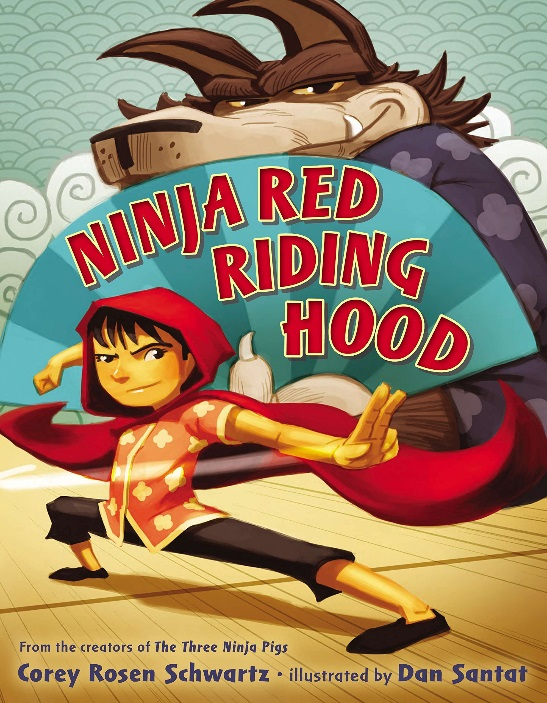 NINJA RED
RIDING
HOOD
From the creators of The Three Ninja Pigs
Corey Rosen Schwartz • illustrated by Dan Santat